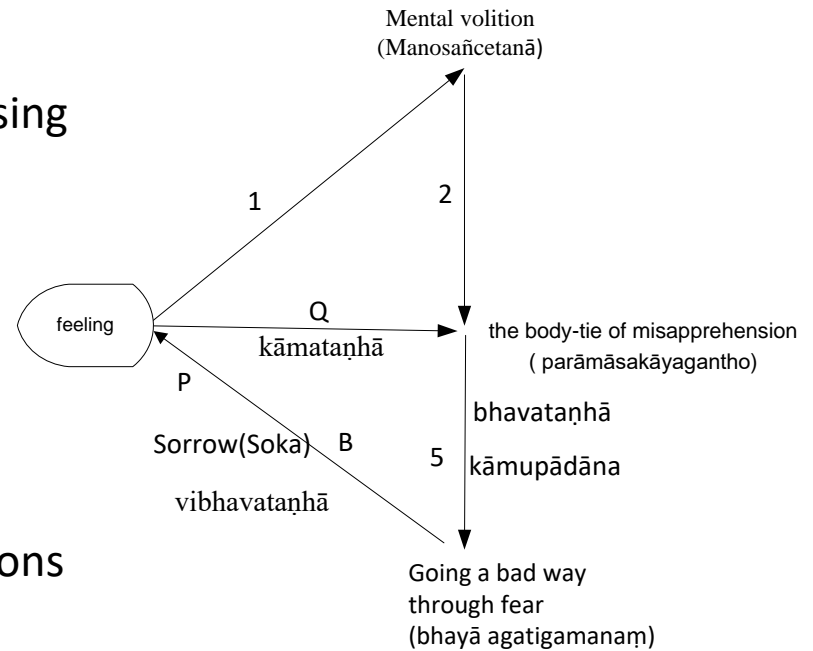 Mental volition
(Manosañcetanā)
sing
1
2
feeling
Q
kāmataṇhā
the body-tie of misapprehension
( parāmāsakāyagantho)
P
bhavataṇhā
Sorrow(Soka) B
5 kāmupādāna
vibhavataṇhā
ons
Going a bad way
through fear
(bhayā agatigamanaṃ)